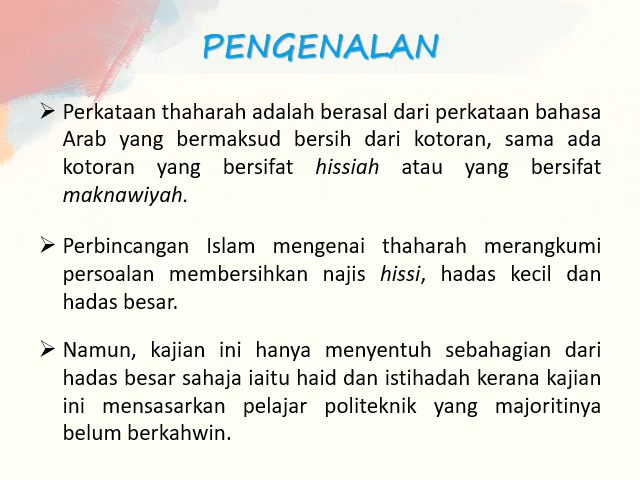 PENGENALAN
➢ Perkataan thaharah adalah berasal dari perkataan bahasa
Arab yang bermaksud bersih dari kotoran, sama ada
kotoran yang bersifat hissiah atau yang bersifat
maknawiyah.
➢ Perbincangan Islam mengenai thaharah merangkumi
persoalan membersihkan najis hissi, hadas kecil dan
hadas besar.
➢ Namun, kajian ini hanya menyentuh sebahagian dari
hadas besar sahaja iaitu haid dan istihadah kerana kajian
ini mensasarkan pelajar politeknik yang majoritinya
belum berkahwin.